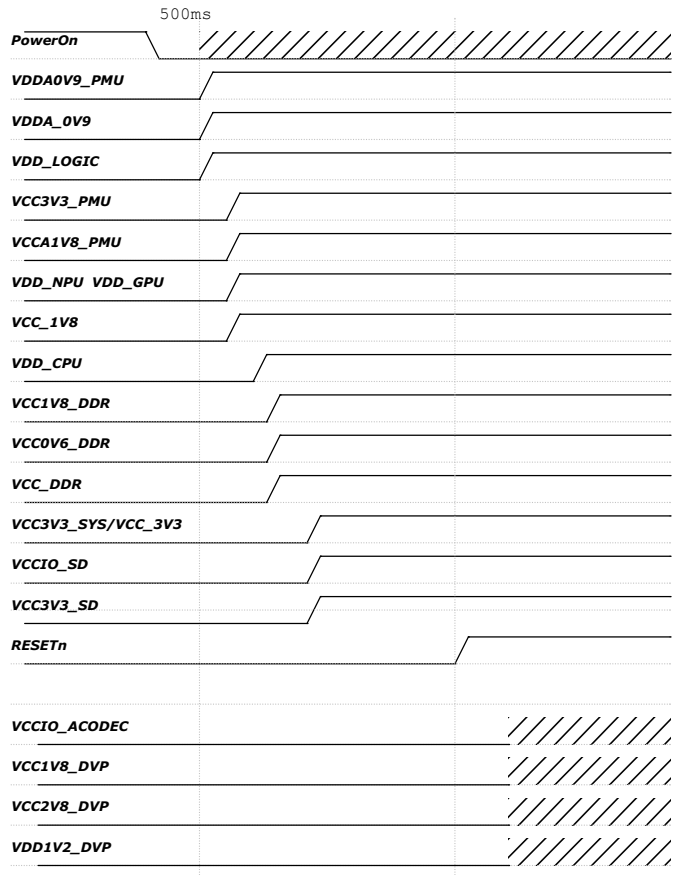 500ms
PowerOn
VDDA0V9_PMU
VDDA_0V9
VDD_LOGIC
VCC3V3_PMU
VCCA1V8_PMU
VDD_NPU VDD_GPU
VCC_1V8
VDD_CPU
VCC1V8_DDR
VCC0V6_DDR
VCC_DDR
VCC3V3_SYS/VCC_3V3
VCCIO_SD
VCC3V3_SD
RESETn
VCCIO_ACODEC
VCC1V8_DVP
VCC2V8_DVP
VDD1V2_DVP